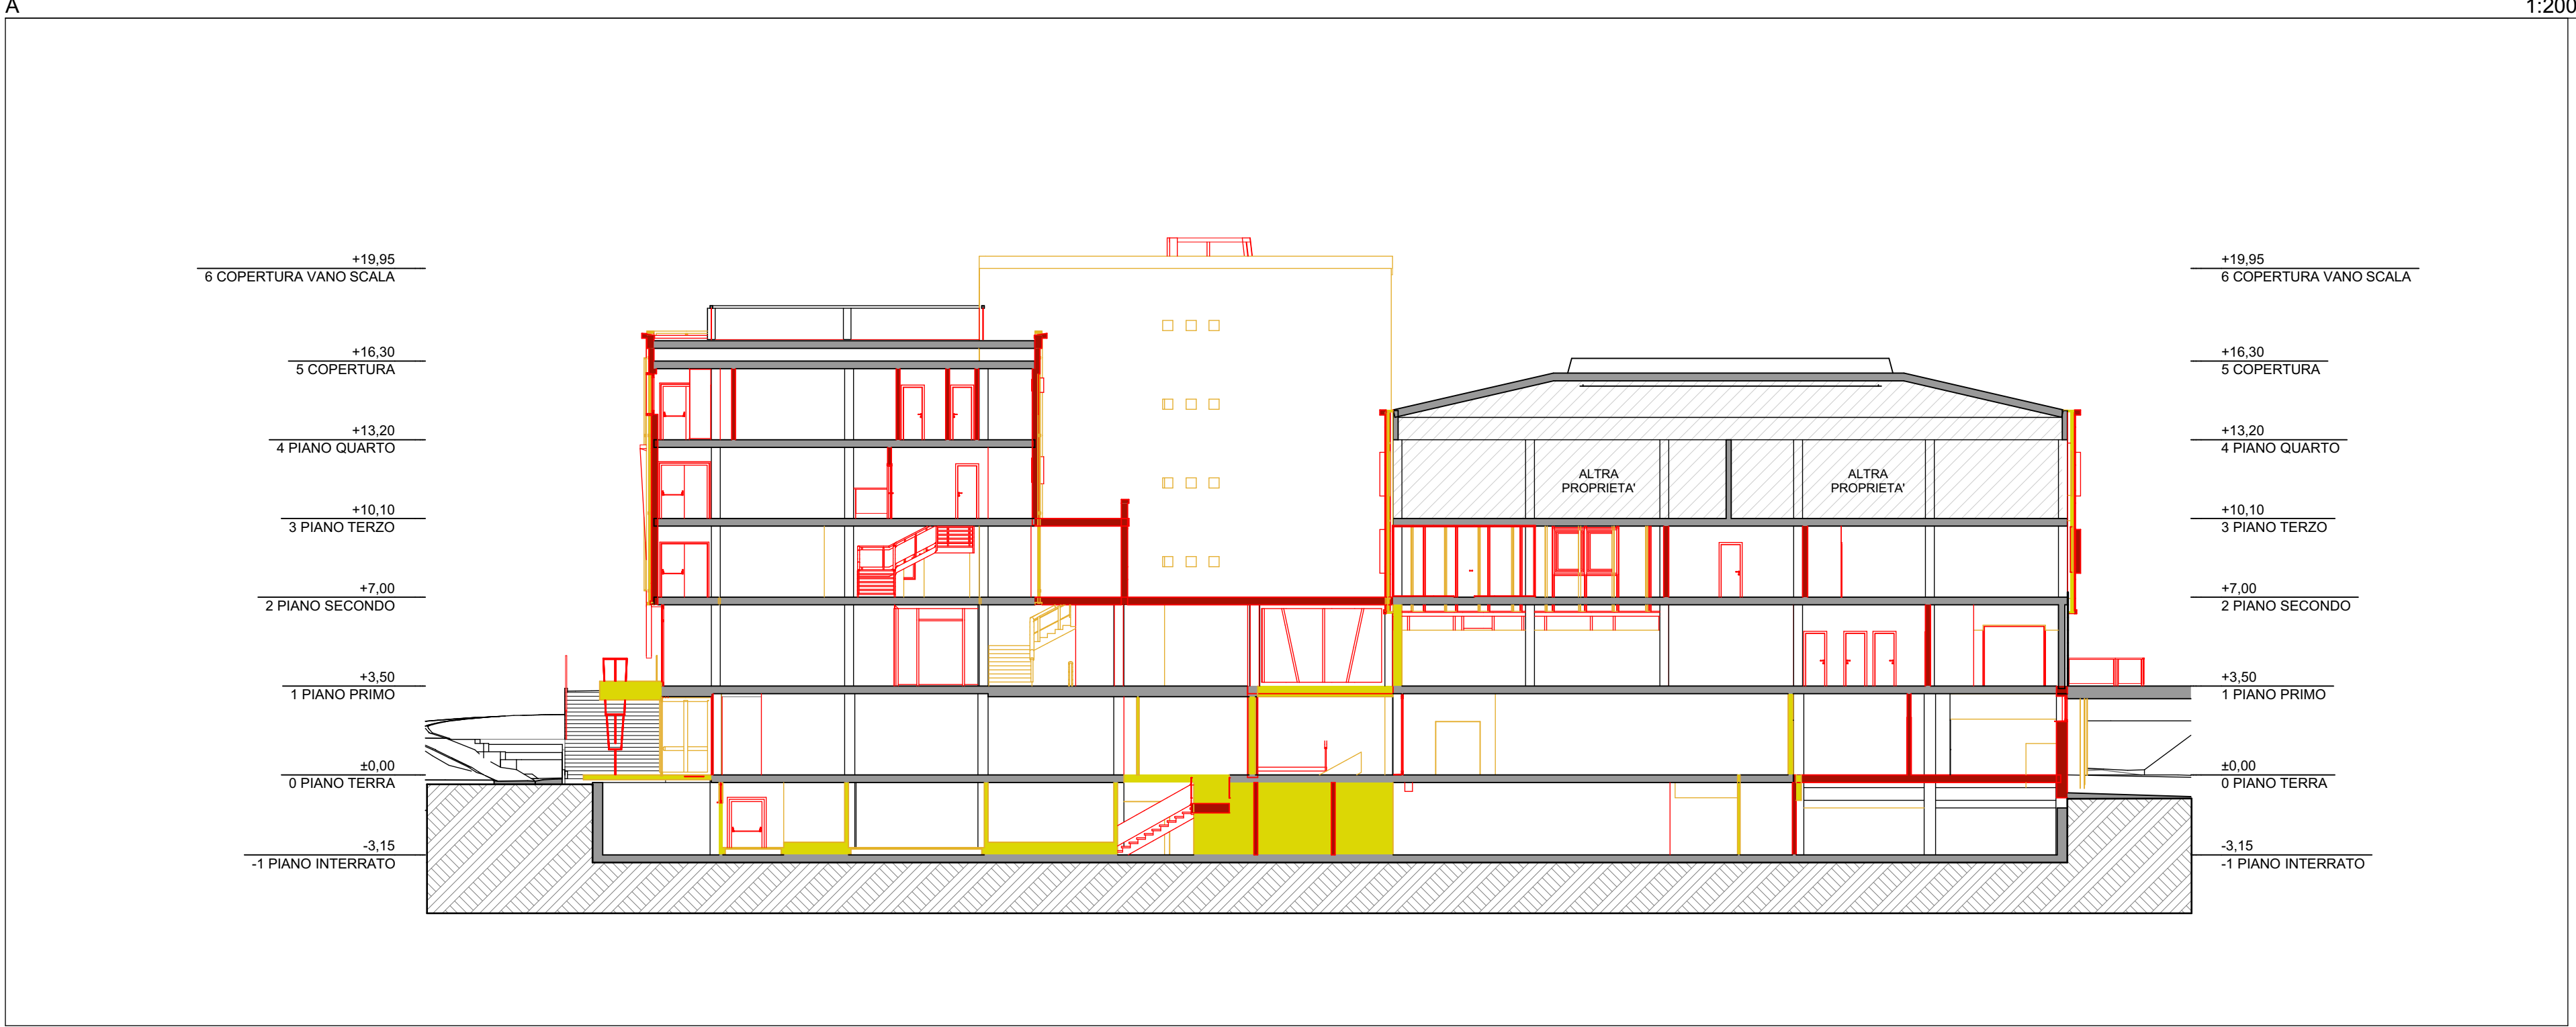 A
1:200
+19,95
6 COPERTURA VANO SCALA
+16,30
5 COPERTURA
+13,20
4 PIANO QUARTO
+10,10
3 PIANO TERZO
+7,00
2 PIANO SECONDO
+3,50
1 PIANO PRIMO
±0,00
0 PIANO TERRA
-3,15
-1 PIANO INTERRATO
ALTRA
PROPRIETA'
ALTRA
PROPRIETA'
+19,95
6 COPERTURA VANO SCALA
+16,30
5 COPERTURA
+13,20
4 PIANO QUARTO
+10,10
3 PIANO TERZO
+7,00
2 PIANO SECONDO
+3,50
1 PIANO PRIMO
±0,00
0 PIANO TERRA
-3,15
-1 PIANO INTERRATO